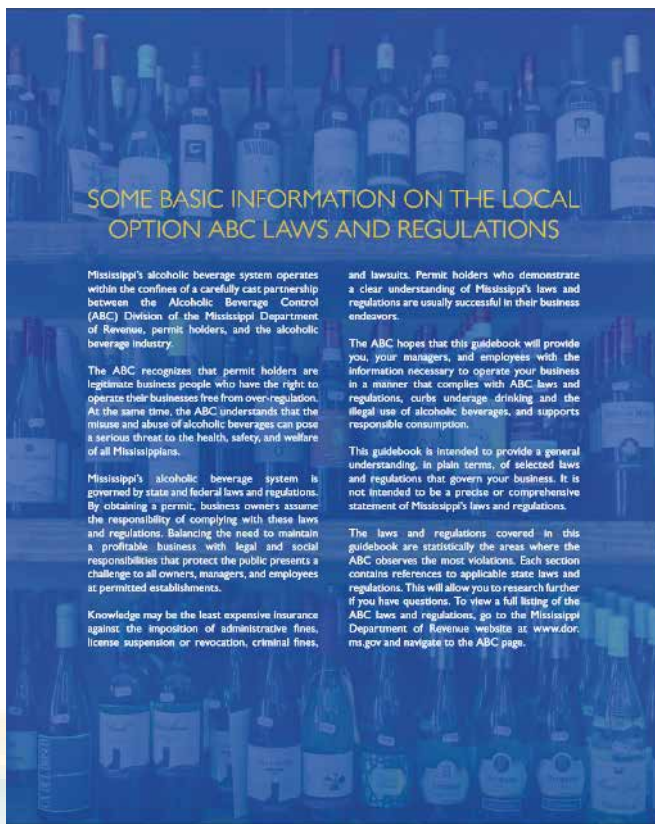 SOME BASIC INFORMATION ON THE LOCAL
OPTION ABC LAWS AND REGULATIONS
Mississippi's alcoholic beverage system operates
within the confines of a carefully cast partnership
between the Alcoholic Beverage Control
(ABC) Division of the Mississippi Department
of Revenue, permit holders, and the alcoholic
beverage industry.
The ABC recognizes that permit holders are
legitimate business people who have the right to
operate their businesses free from over-regulation.
At the same time, the ABC understands that the
misuse and abuse of alcoholic beverages can pose
a serious threat to the health, safety, and welfare
of all Mississippians.
Mississippi's alcoholic beverage system is
governed by state and federal laws and regulations.
By obtaining a permit, business owners assume
the responsibility of complying with these laws
and regulations. Balancing the need to maintain
a profitable business with legal and social
responsibilities that protect the public presents a
challenge to all owners, managers, and employees
at permitted establishments.
Knowledge may be the least expensive insurance
against the imposition of administrative fines,
license suspension or revocation, criminal fines,
and lawsuits. Permit holders who demonstrate
a clear understanding of Mississippi's laws and
regulations are usually successful in their business
endeavors.
The ABC hopes that this guidebook will provide
you, your managers, and employees with the
information necessary to operate your business
in a manner that complies with ABC laws and
regulations, curbs underage drinking and the
illegal use of alcoholic beverages, and supports
responsible consumption.
This guidebook is intended to provide a general
understanding, in plain terms, of selected laws
and regulations that govern your business. It is
not intended to be a precise or comprehensive
statement of Mississippi's laws and regulations.
The laws and regulations covered in this
guidebook are statistically the areas where the
ABC observes the most violations. Each section
contains references to applicable state laws and
regulations. This will allow you to research further
if you have questions. To view a full listing of the
ABC laws and regulations, go to the Mississippi
Department of Revenue website at www.dor.
ms.gov and navigate to the ABC page.